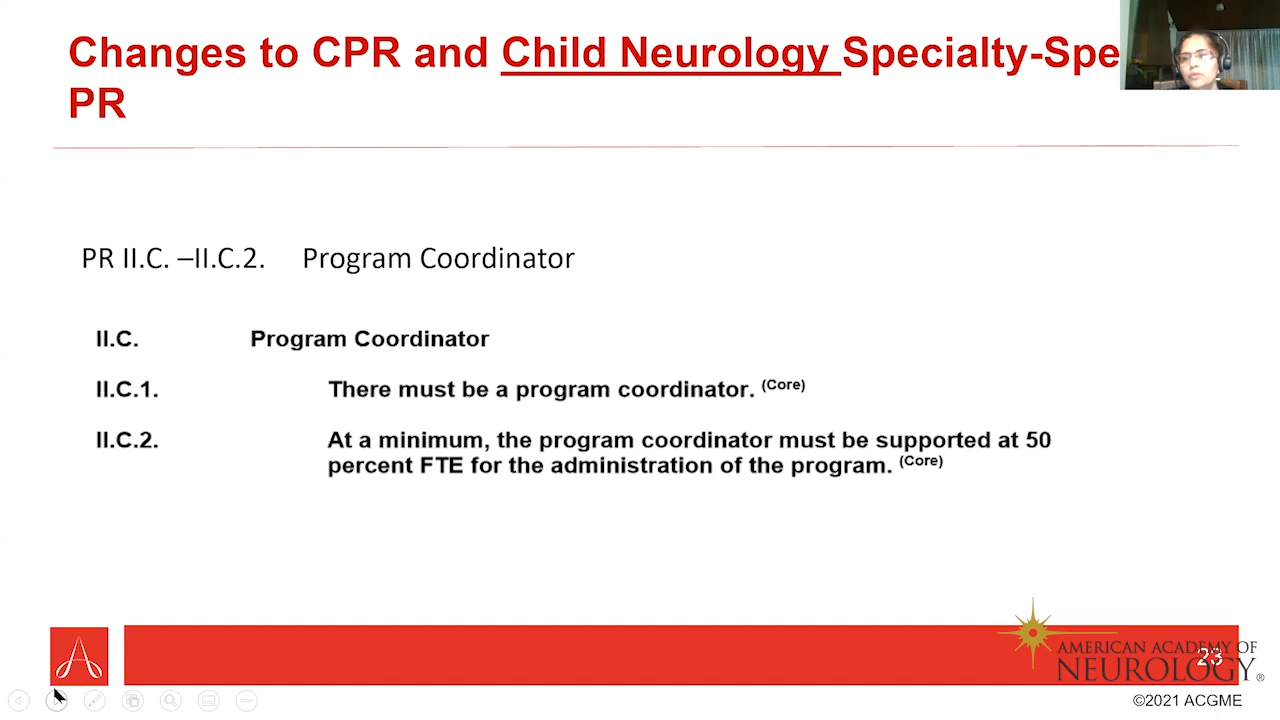 Changes to CPR and Child Neurology Specialty-Spe
PR
PR II.C. –II.C.2. Program Coordinator
II.C. Program Coordinator
II.C.1. There must be a program coordinator. (Core)
II.C.2. At a minimum, the program coordinator must be supported at 50
percent FTE for the administration of the program. (Core)
AMERICAN ACADEMY OF
23
NEUROLOGY®
©2021 ACGME